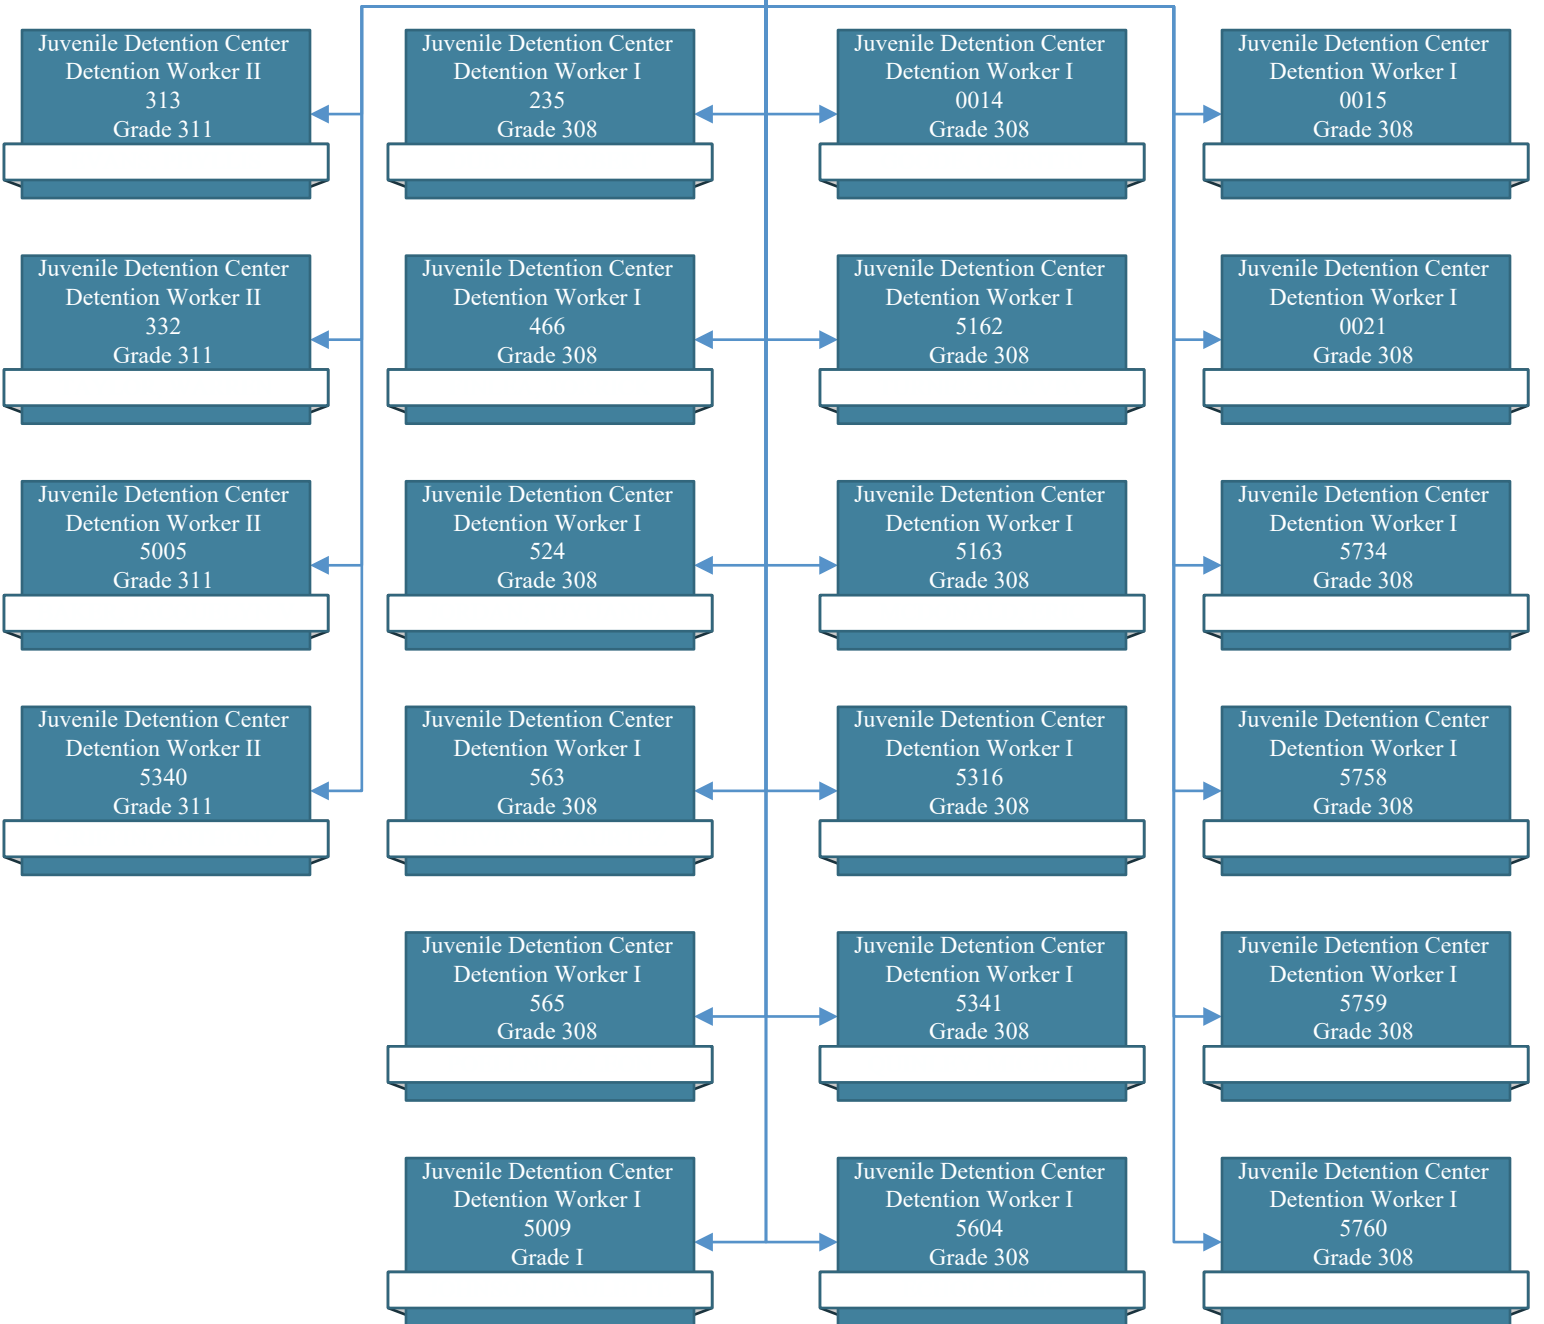 Juvenile Detention Center
Detention Worker II
313
Grade 311
Juvenile Detention Center
Detention Worker I
235
Grade 308
Juvenile Detention Center
Detention Worker I
0014
Grade 308
Juvenile Detention Center
Detention Worker I
0015
Grade 308
Juvenile Detention Center
Detention Worker II
332
Grade 311
Juvenile Detention Center
Detention Worker I
466
Grade 308
Juvenile Detention Center
Detention Worker I
5162
Grade 308
Juvenile Detention Center
Detention Worker I
0021
Grade 308
Juvenile Detention Center
Detention Worker II
5005
Grade 311
Juvenile Detention Center
Detention Worker I
524
Grade 308
Juvenile Detention Center
Detention Worker I
5163
Grade 308
Juvenile Detention Center
Detention Worker I
5734
Grade 308
Juvenile Detention Center
Detention Worker II
5340
Grade 311
Juvenile Detention Center
Detention Worker I
563
Grade 308
Juvenile Detention Center
Detention Worker I
5316
Grade 308
Juvenile Detention Center
Detention Worker I
5758
Grade 308
Juvenile Detention Center
Detention Worker I
565
Grade 308
Juvenile Detention Center
Detention Worker I
5341
Grade 308
Juvenile Detention Center
Detention Worker I
5759
Grade 308
Juvenile Detention Center
Detention Worker I
5009
Grade I
Juvenile Detention Center
Detention Worker I
5604
Grade 308
Juvenile Detention Center
Detention Worker I
5760
Grade 308